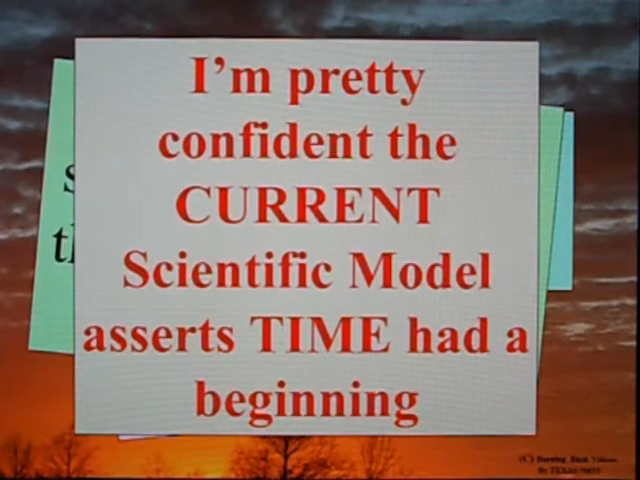 I'm pretty
confident the
CURRENT
Scientific Model
asserts TIME had a
beginning